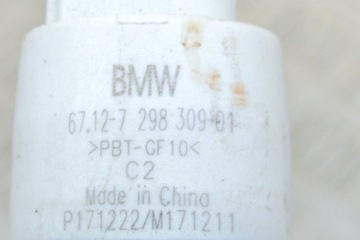 BMW
67.12-7 298 309-01
>PBT-GF10<
C2
Made in China
P171222/M171211